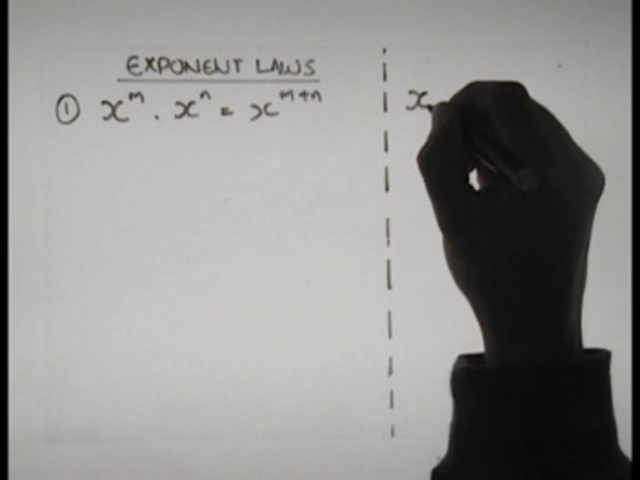 EXPONENT LAWS
① x^m . x^n = x^m+n
x